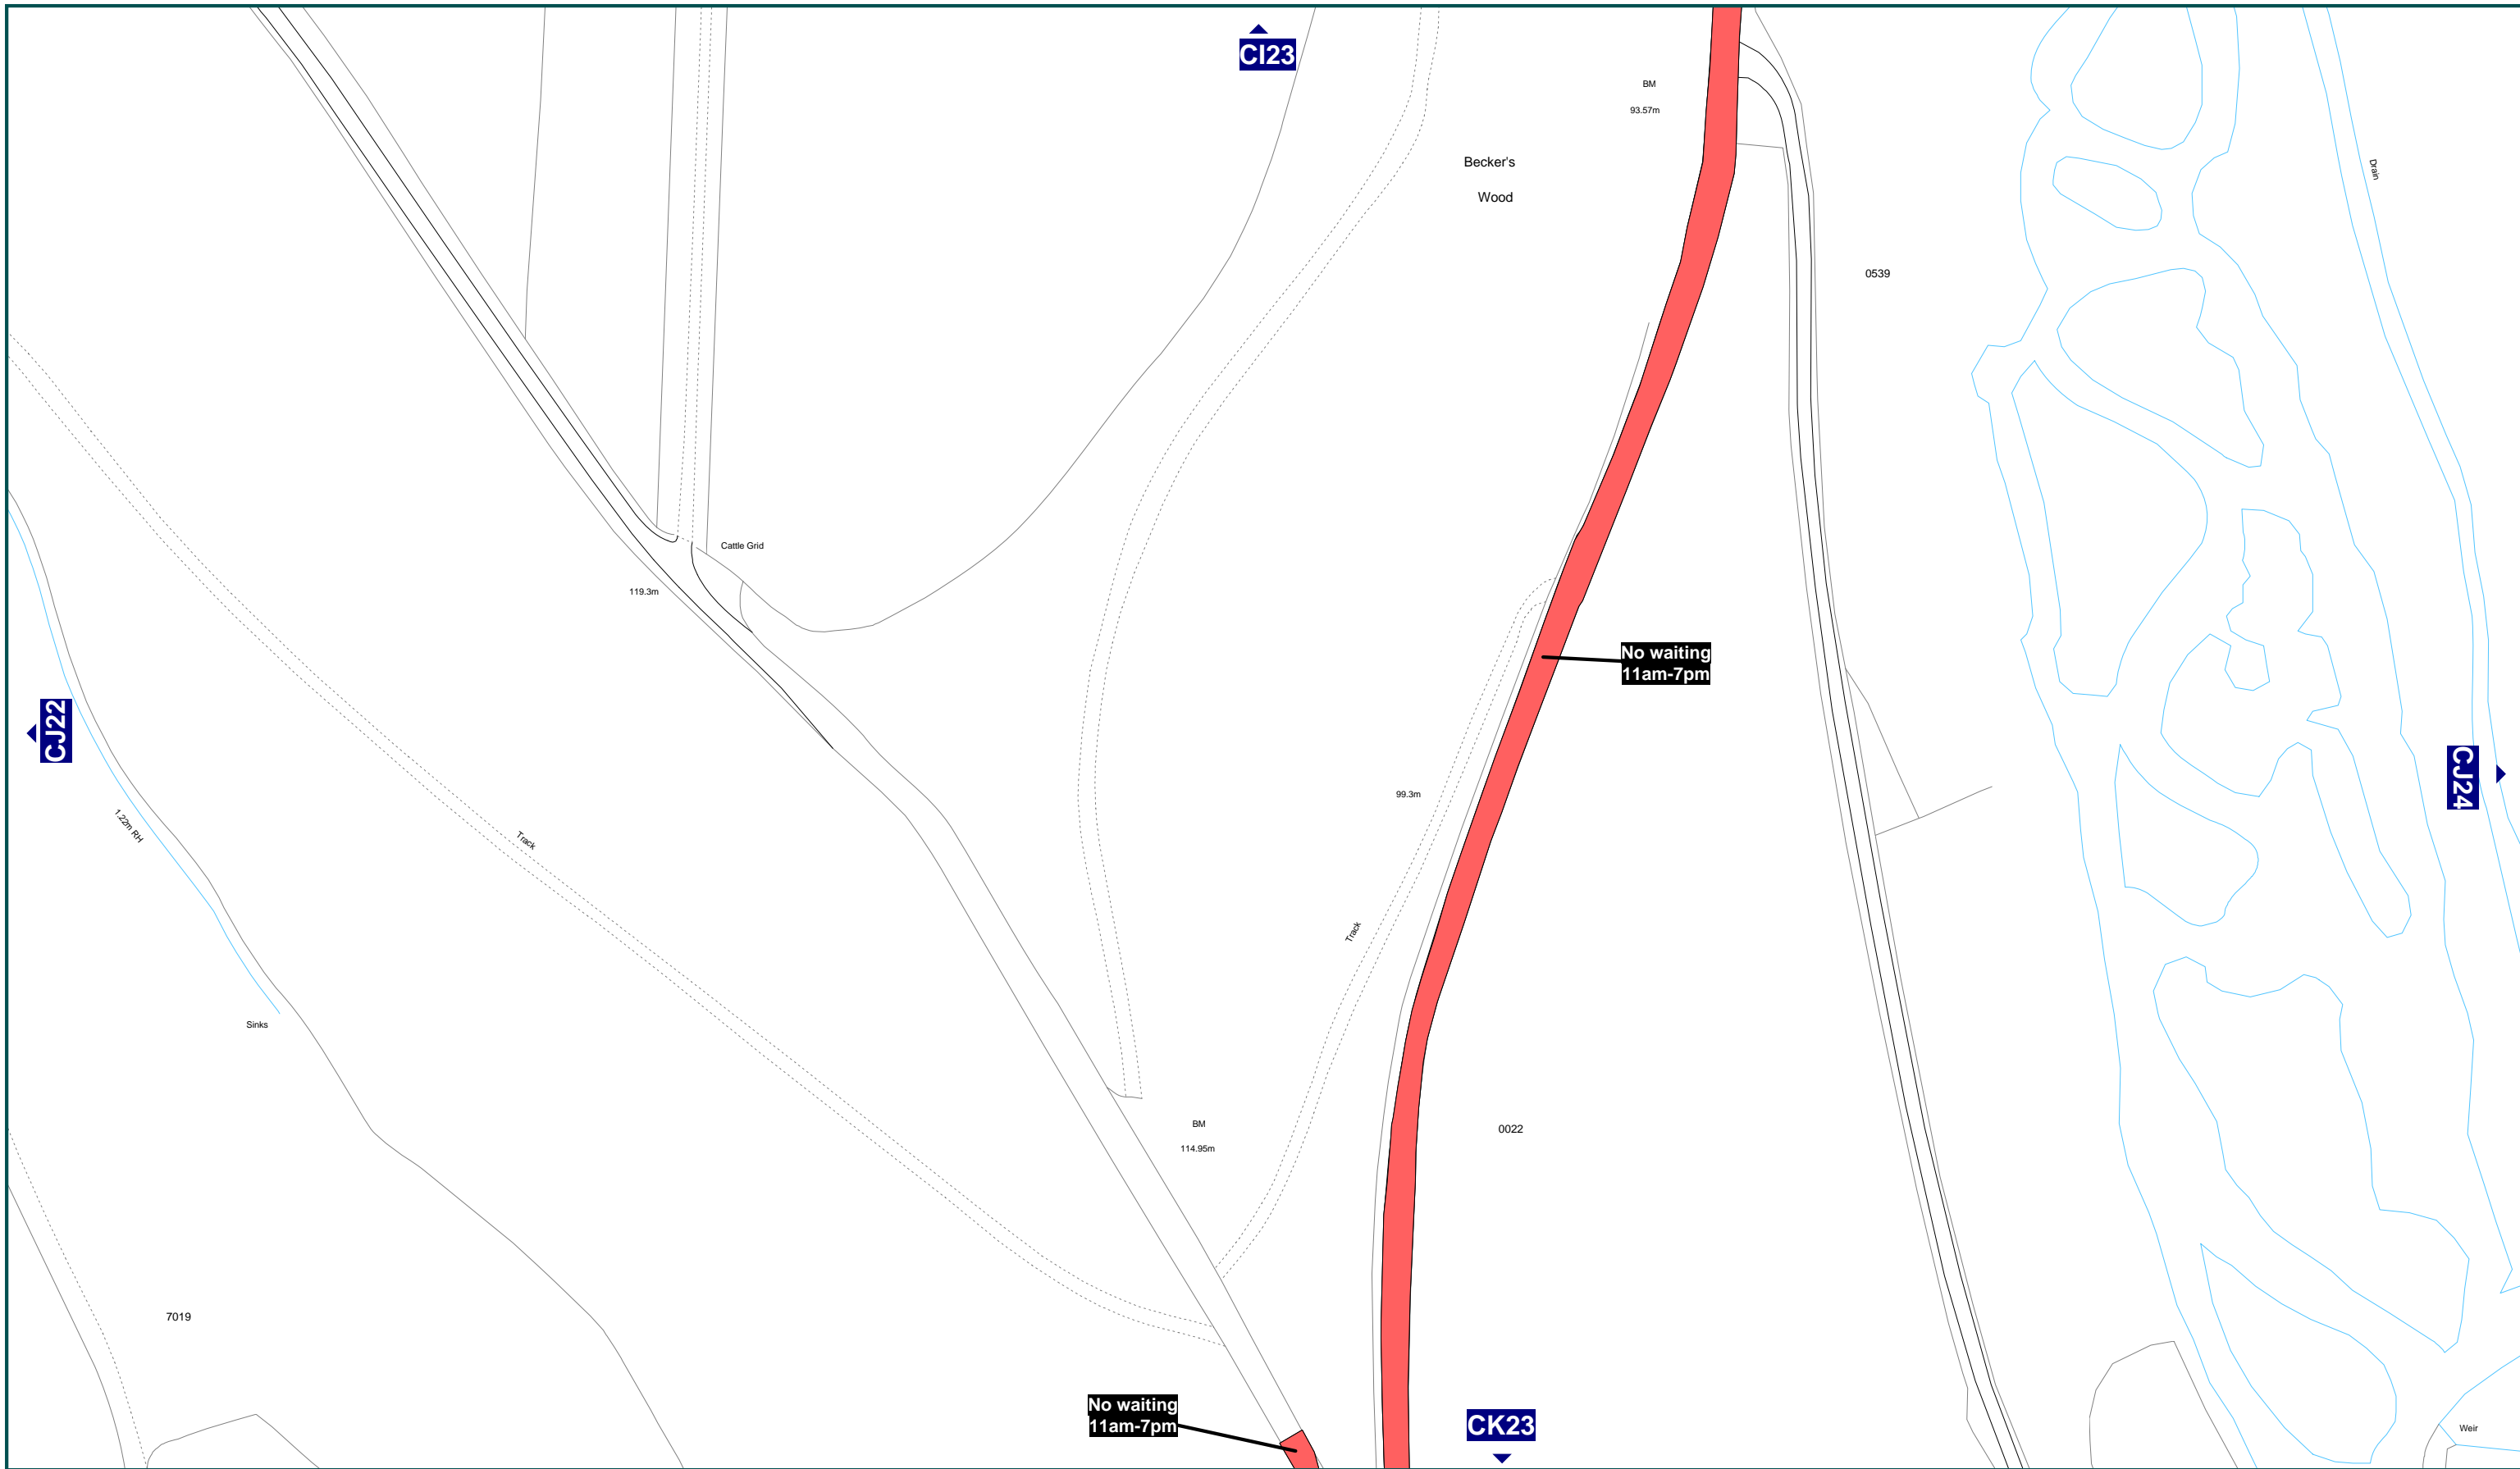 CI23
BM
93.57m
Becker's
Wood
Drain
0539
Cattle Grid
119.3m
No waiting
11am-7pm
CJ22
CJ24
99.3m
1.22m RH
Track
Track
Sinks
BM
114.95m
0022
7019
No waiting
11am-7pm
CK23
Weir